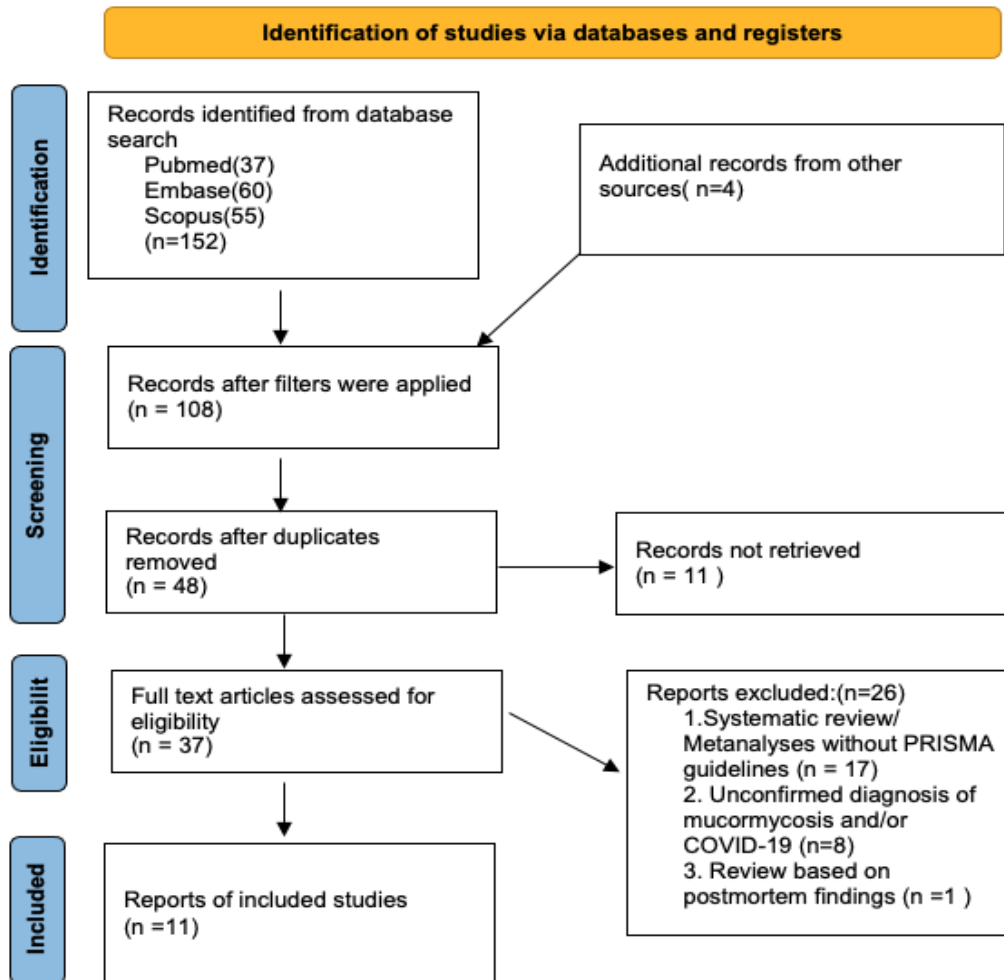 Identification of studies via databases and registers
Identification
Records identified from database
search
Pubmed(37)
Embase(60)
Scopus(55)
(n=152)
Additional records from other
sources( n=4)
Screening
Records after filters were applied
(n = 108)
Records after duplicates
removed
(n = 48)
Records not retrieved
(n = 11 )
Eligibilit
Full text articles assessed for
eligibility
(n = 37)
Reports excluded:(n=26)
1.Systematic review/
Metanalyses without PRISMA
guidelines (n = 17)
2. Unconfirmed diagnosis of
mucormycosis and/or
COVID-19 (n=8)
3. Review based on
postmortem findings (n =1 )
Included
Reports of included studies
(n =11)